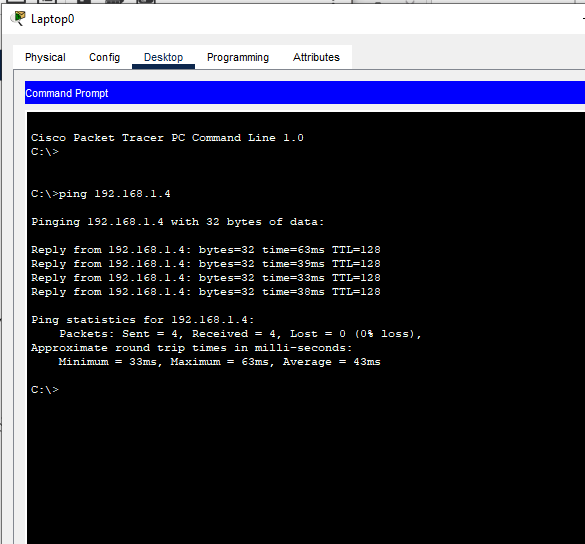 Laptop0
Physical Config Desktop Programming Attributes
Command Prompt
Cisco Packet Tracer PC Command Line 1.0
C:\>
C:\>ping 192.168.1.4
Pinging 192.168.1.4 with 32 bytes of data:
Reply from 192.168.1.4: bytes=32 time=63ms TTL=128
Reply from 192.168.1.4: bytes=32 time=39ms TTL=128
Reply from 192.168.1.4: bytes=32 time=33ms TTL=128
Reply from 192.168.1.4: bytes=32 time=38ms TTL=128
Ping statistics for 192.168.1.4:
    Packets: Sent = 4, Received = 4, Lost = 0 (0% loss),
Approximate round trip times in milli-seconds:
    Minimum = 33ms, Maximum = 63ms, Average = 43ms
C:\>